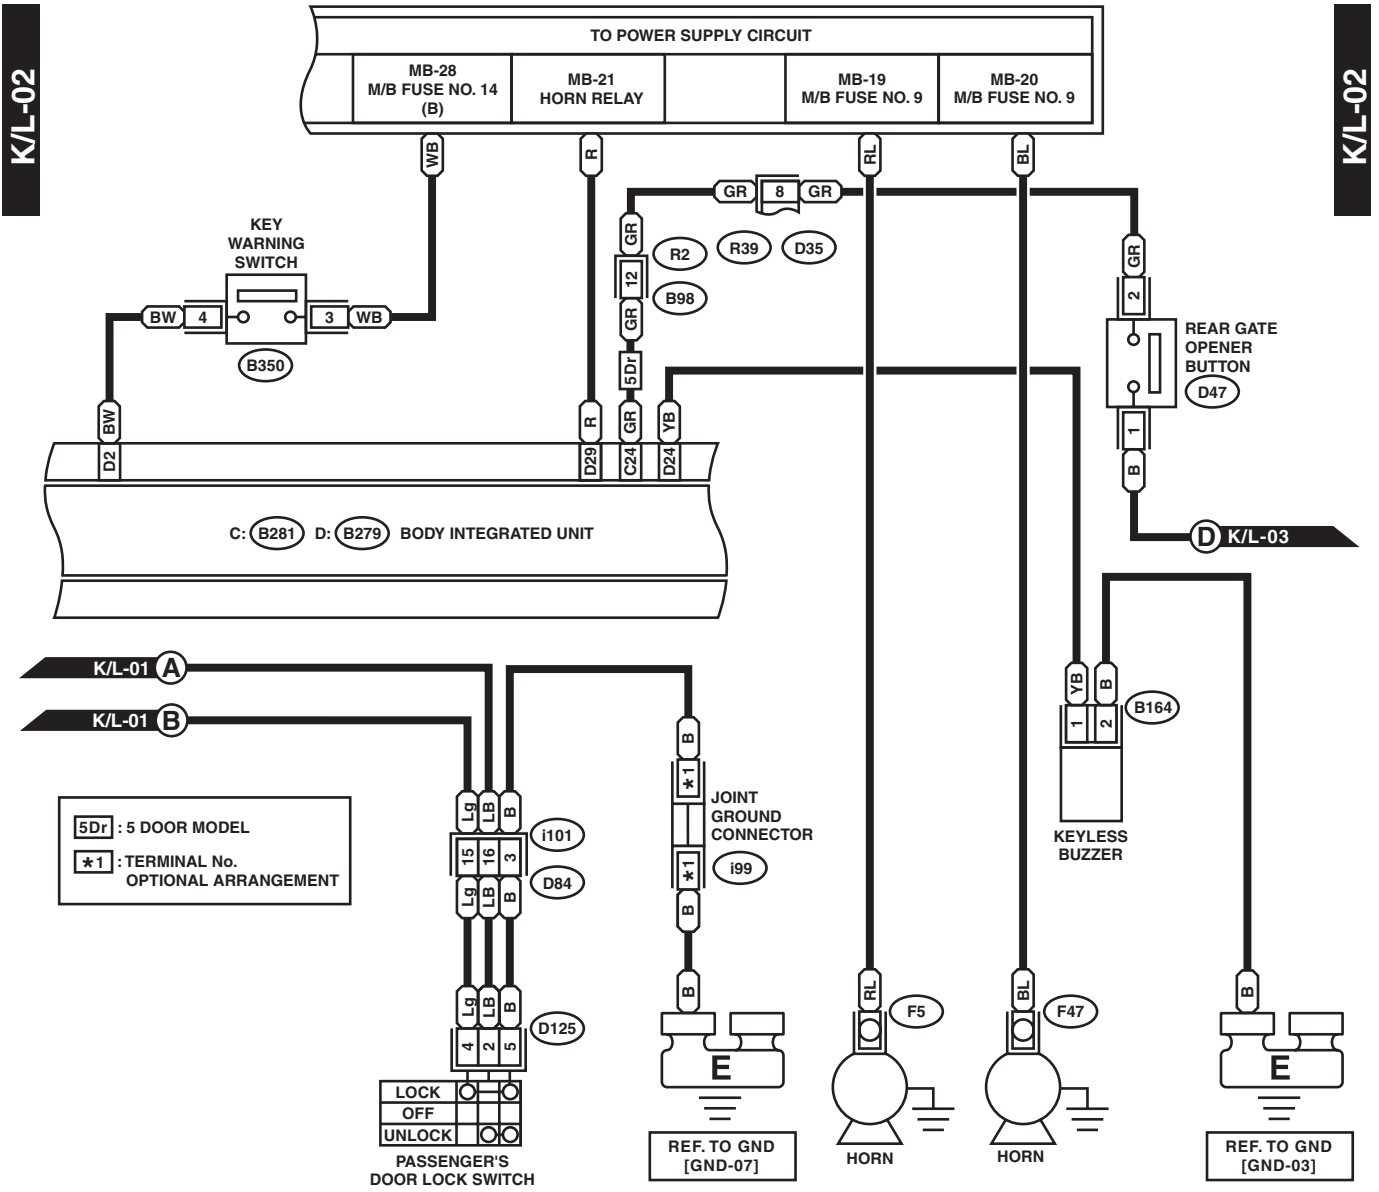 K/L-02
K/L-02
TO POWER SUPPLY CIRCUIT
MB-28
M/B FUSE NO. 14
(B)
MB-21
HORN RELAY
MB-19
M/B FUSE NO. 9
MB-20
M/B FUSE NO. 9
WB
R
RL
BL
GR
8
GR
GR
R2
R39
D35
12
B98
GR
5Dr
GR
YB
KEY
WARNING
SWITCH
BW
4
3
WB
B350
BW
R
GR
2
REAR GATE
OPENER
BUTTON
D47
1
B
D2
D29
C24
D24
C:
B281
D:
B279
BODY INTEGRATED UNIT
D
K/L-03
K/L-01
A
K/L-01
B
YB
B
1
2
B164
KEYLESS
BUZZER
B
*1
JOINT
GROUND
CONNECTOR
*1
i99
B
B
5Dr : 5 DOOR MODEL
*1 : TERMINAL No.
OPTIONAL ARRANGEMENT
Lg
LB
B
15
16
3
i101
D84
Lg
LB
B
Lg
LB
B
4
2
5
D125
LOCK
OFF
UNLOCK
PASSENGER'S
DOOR LOCK SWITCH
E
REF. TO GND
[GND-07]
RL
F5
HORN
BL
F47
HORN
B
E
REF. TO GND
[GND-03]